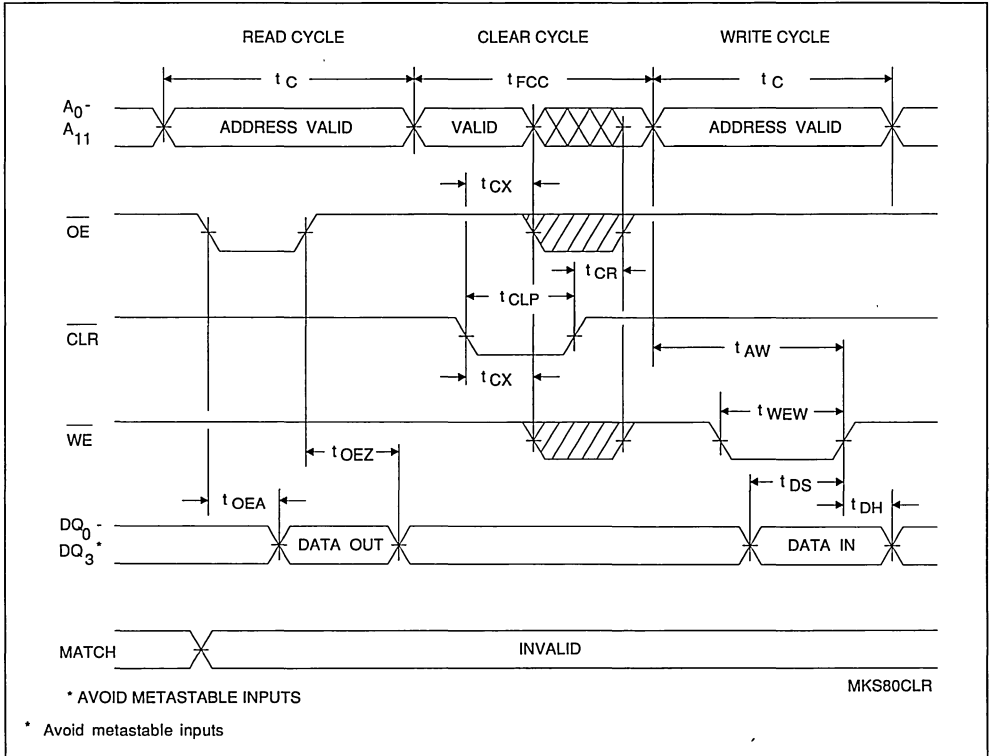 READ CYCLE CLEAR CYCLE WRITE CYCLE
t C t FCC t C
A0 -
A11 ADDRESS VALID VALID ADDRESS VALID
t CX
OE
t CR
t CLP
CLR
t AW
t CX
t WEW
WE
t OEZ
t DS
t OEA t DH
DQ0 -
DQ3 * DATA OUT DATA IN
MATCH INVALID
MKS80CLR
* AVOID METASTABLE INPUTS
* Avoid metastable inputs